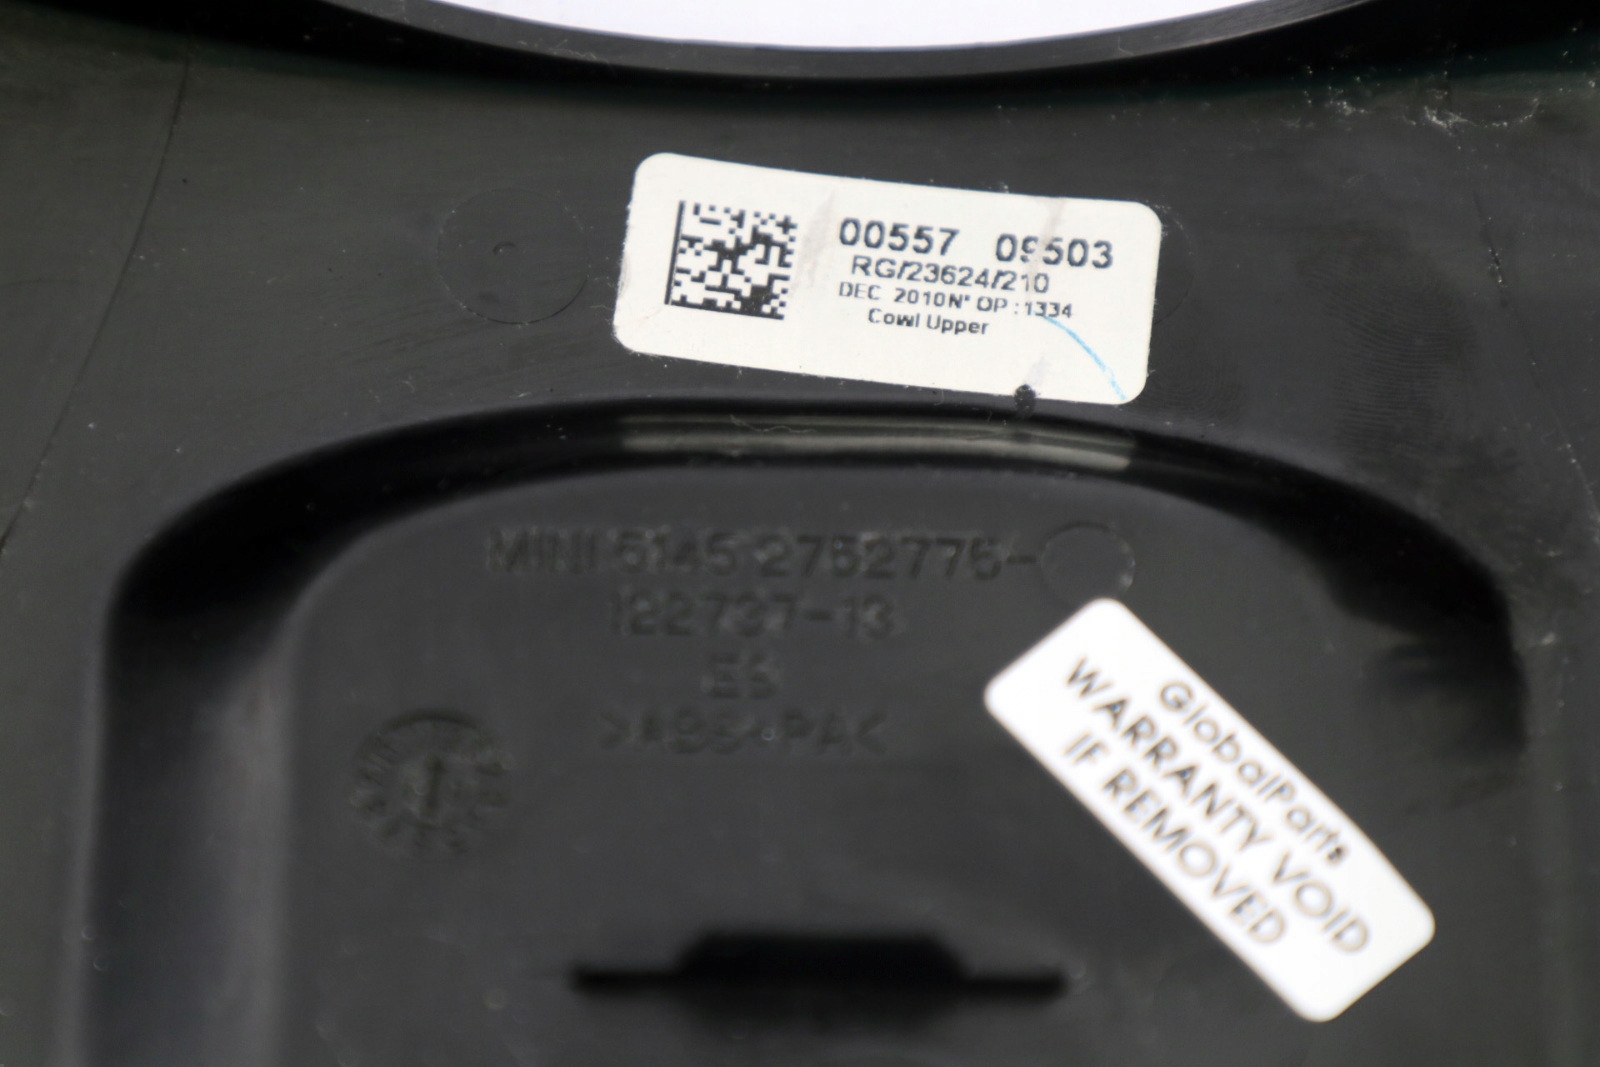 00557 09503
RG/23624/210
DEC 2010 N° OP : 1334
Cowl Upper
MINI 5145 2752776-
122737-13
>ABS+PA<
GlobalParts
WARRANTY VOID
IF REMOVED